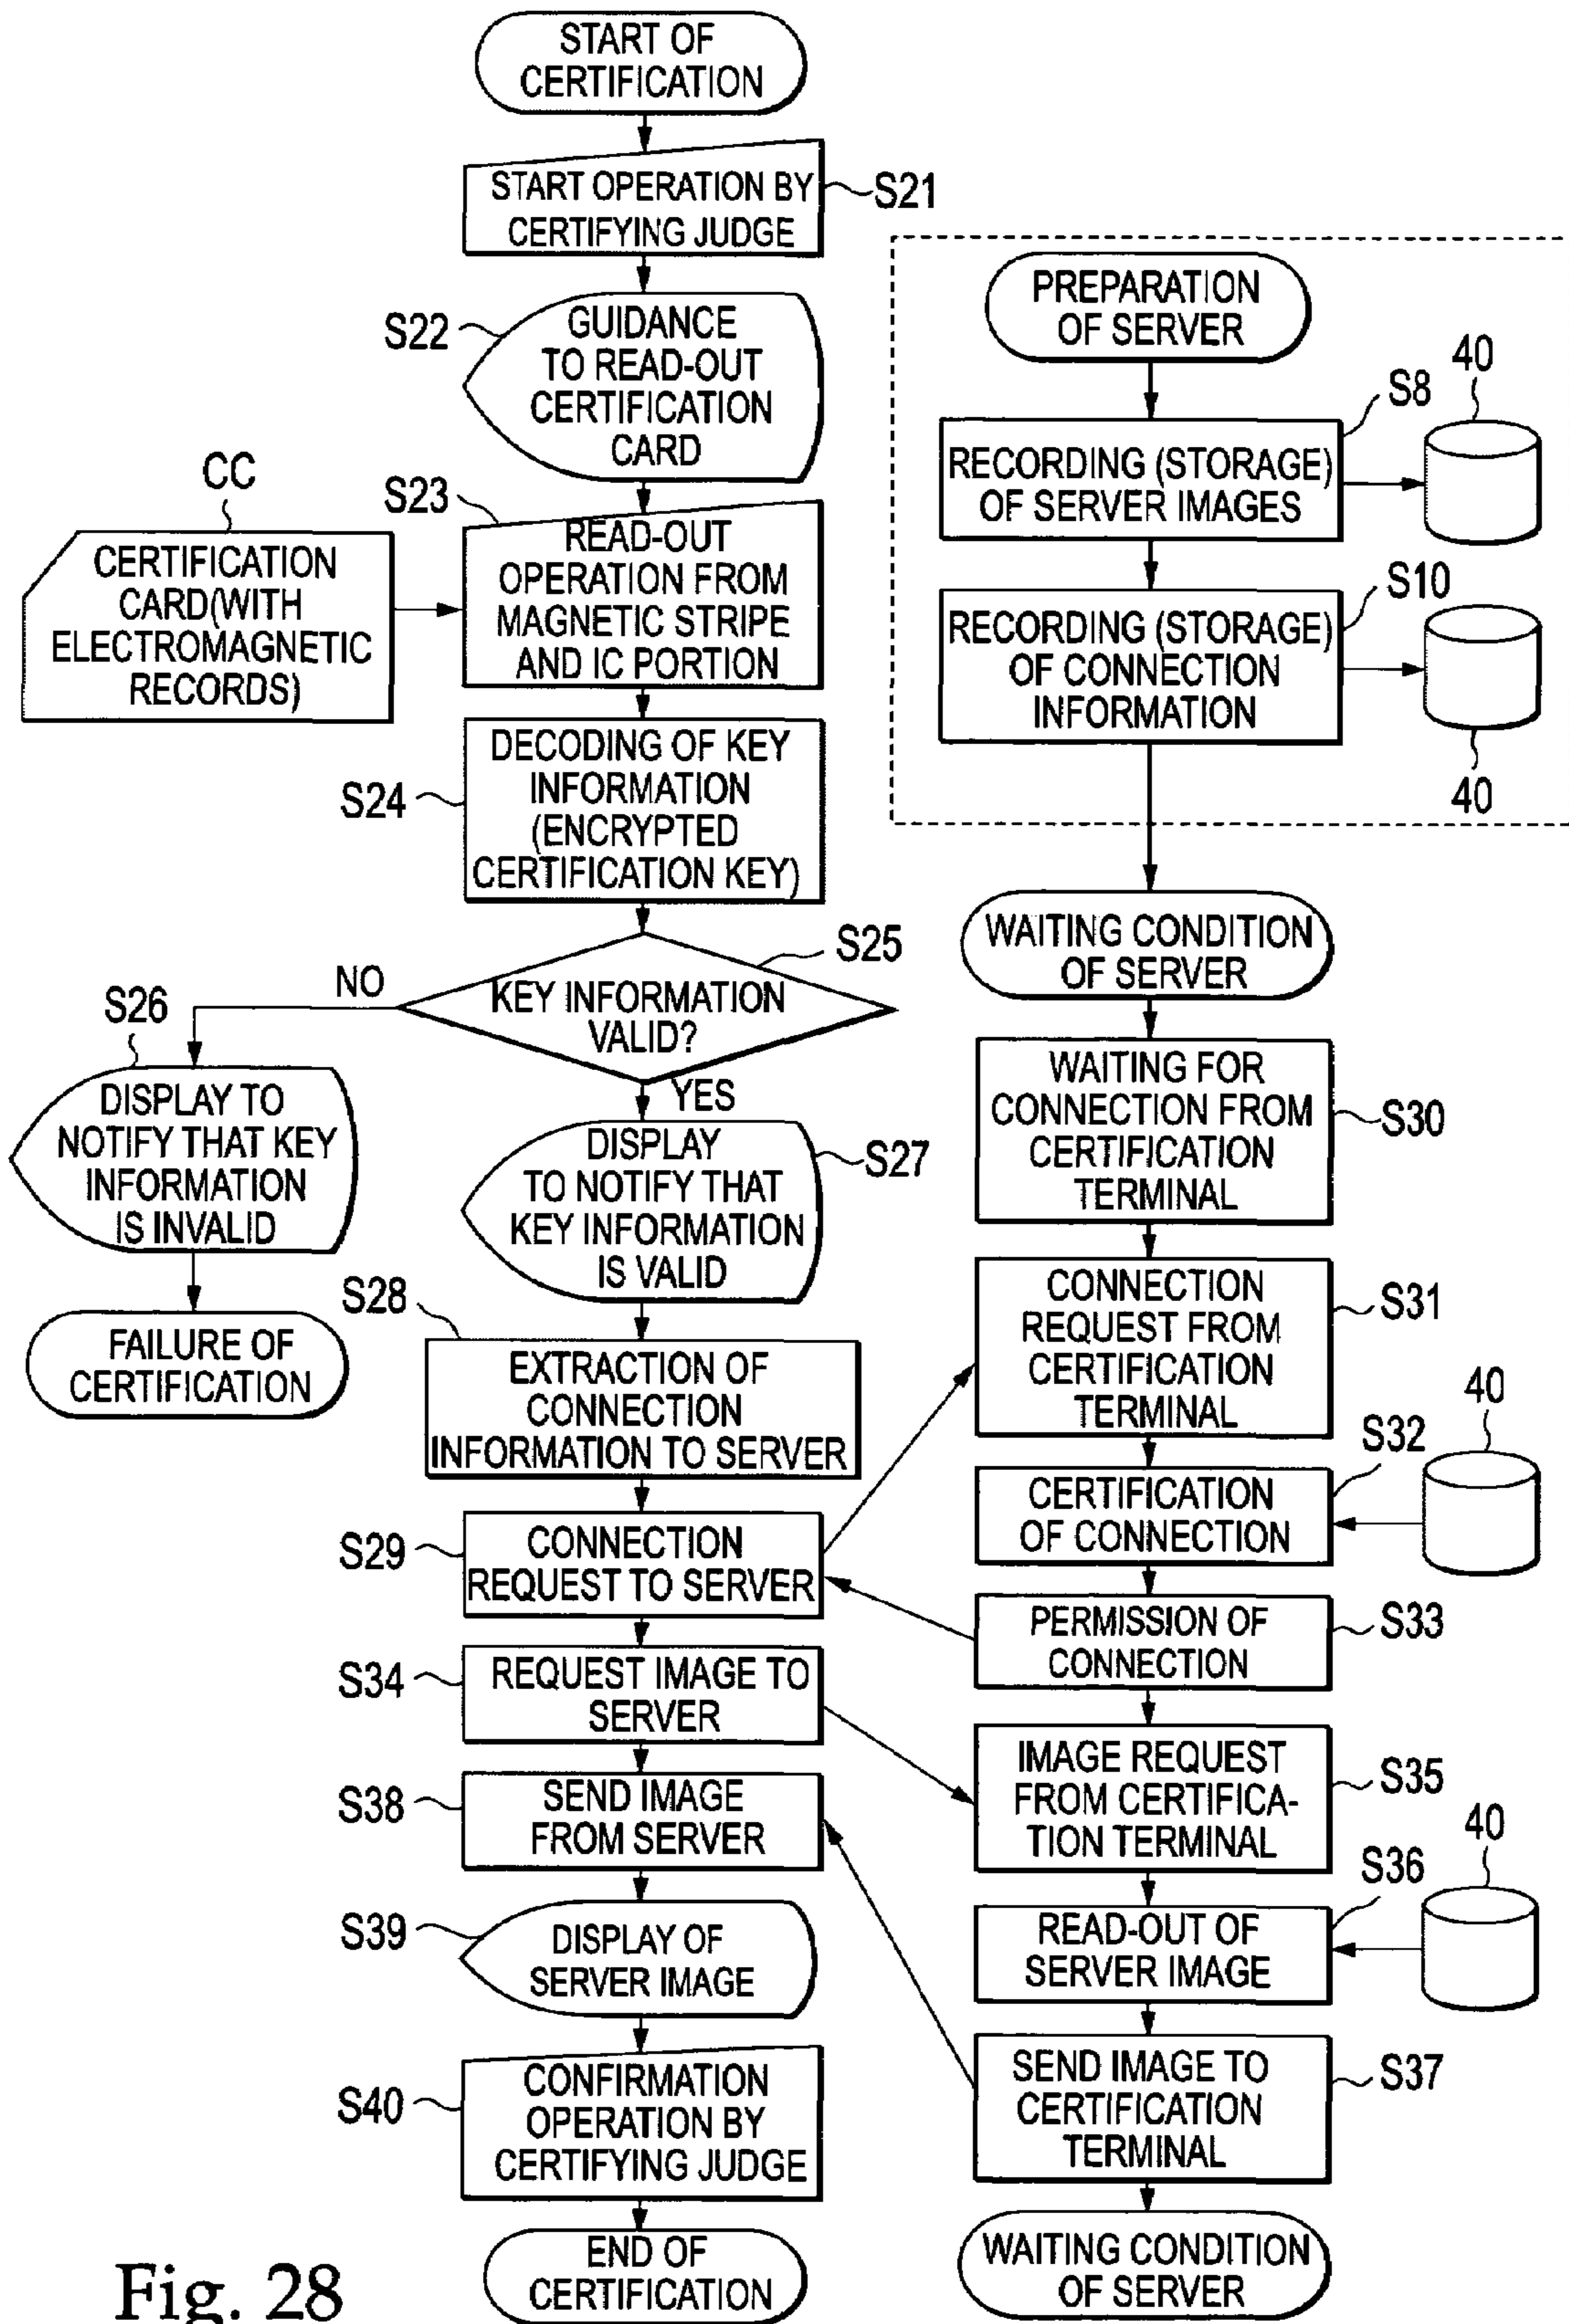 START OF
CERTIFICATION
START OPERATION BY
CERTIFYING JUDGE
S21
GUIDANCE
TO READ-OUT
CERTIFICATION
CARD
S22
CC
CERTIFICATION
CARD(WITH
ELECTROMAGNETIC
RECORDS)
S23
READ-OUT
OPERATION FROM
MAGNETIC STRIPE
AND IC PORTION
S24
DECODING OF KEY
INFORMATION
(ENCRYPTED
CERTIFICATION KEY)
S25
KEY INFORMATION
VALID?
NO
YES
S26
DISPLAY TO
NOTIFY THAT KEY
INFORMATION
IS INVALID
FAILURE OF
CERTIFICATION
S27
DISPLAY
TO NOTIFY THAT
KEY INFORMATION
IS VALID
S28
EXTRACTION OF
CONNECTION
INFORMATION TO SERVER
S29
CONNECTION
REQUEST TO SERVER
S34
REQUEST IMAGE TO
SERVER
S38
SEND IMAGE
FROM SERVER
S39
DISPLAY OF
SERVER IMAGE
S40
CONFIRMATION
OPERATION BY
CERTIFYING JUDGE
END OF
CERTIFICATION
PREPARATION
OF SERVER
S8
40
RECORDING (STORAGE)
OF SERVER IMAGES
S10
RECORDING (STORAGE)
OF CONNECTION
INFORMATION
40
WAITING CONDITION
OF SERVER
WAITING FOR
CONNECTION FROM
CERTIFICATION
TERMINAL
S30
CONNECTION
REQUEST FROM
CERTIFICATION
TERMINAL
S31
40
S32
CERTIFICATION
OF CONNECTION
PERMISSION OF
CONNECTION
S33
IMAGE REQUEST
FROM CERTIFICA-
TION TERMINAL
S35
40
S36
READ-OUT OF
SERVER IMAGE
SEND IMAGE TO
CERTIFICATION
TERMINAL
S37
WAITING CONDITION
OF SERVER
Fig. 28